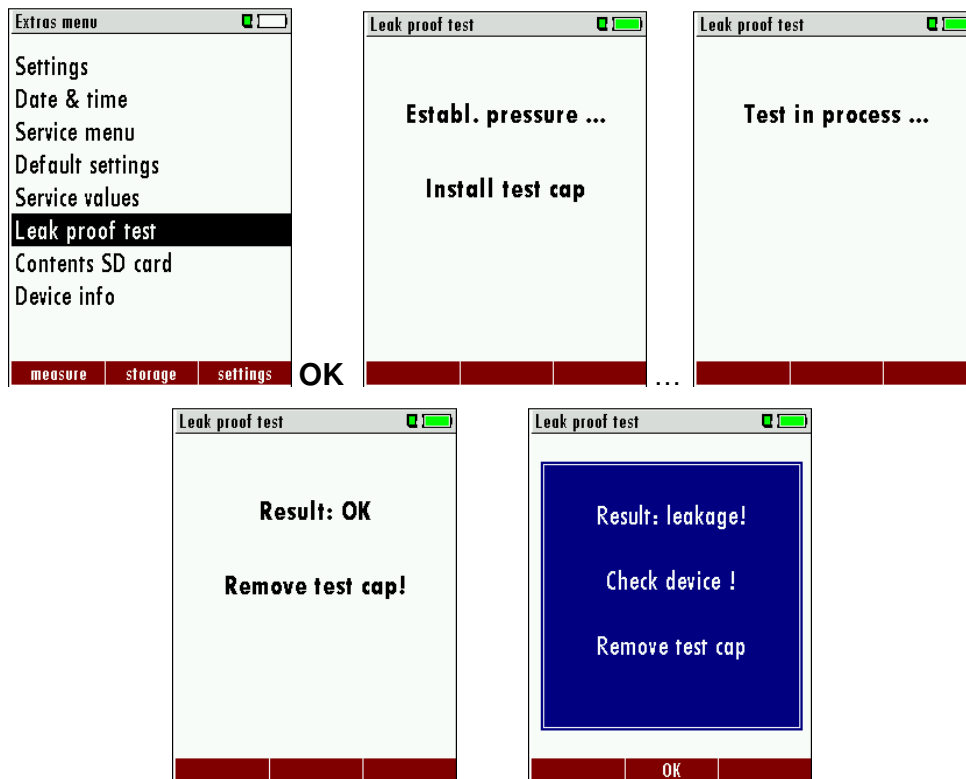 Extras menu
Settings
Date & time
Service menu
Default settings
Service values
Leak proof test
Contents SD card
Device info
measure storage settings
OK
Leak proof test
Establ. pressure ...
Install test cap
...
Leak proof test
Test in process ...
Leak proof test
Result: OK
Remove test cap!
Leak proof test
Result: leakage!
Check device !
Remove test cap
OK